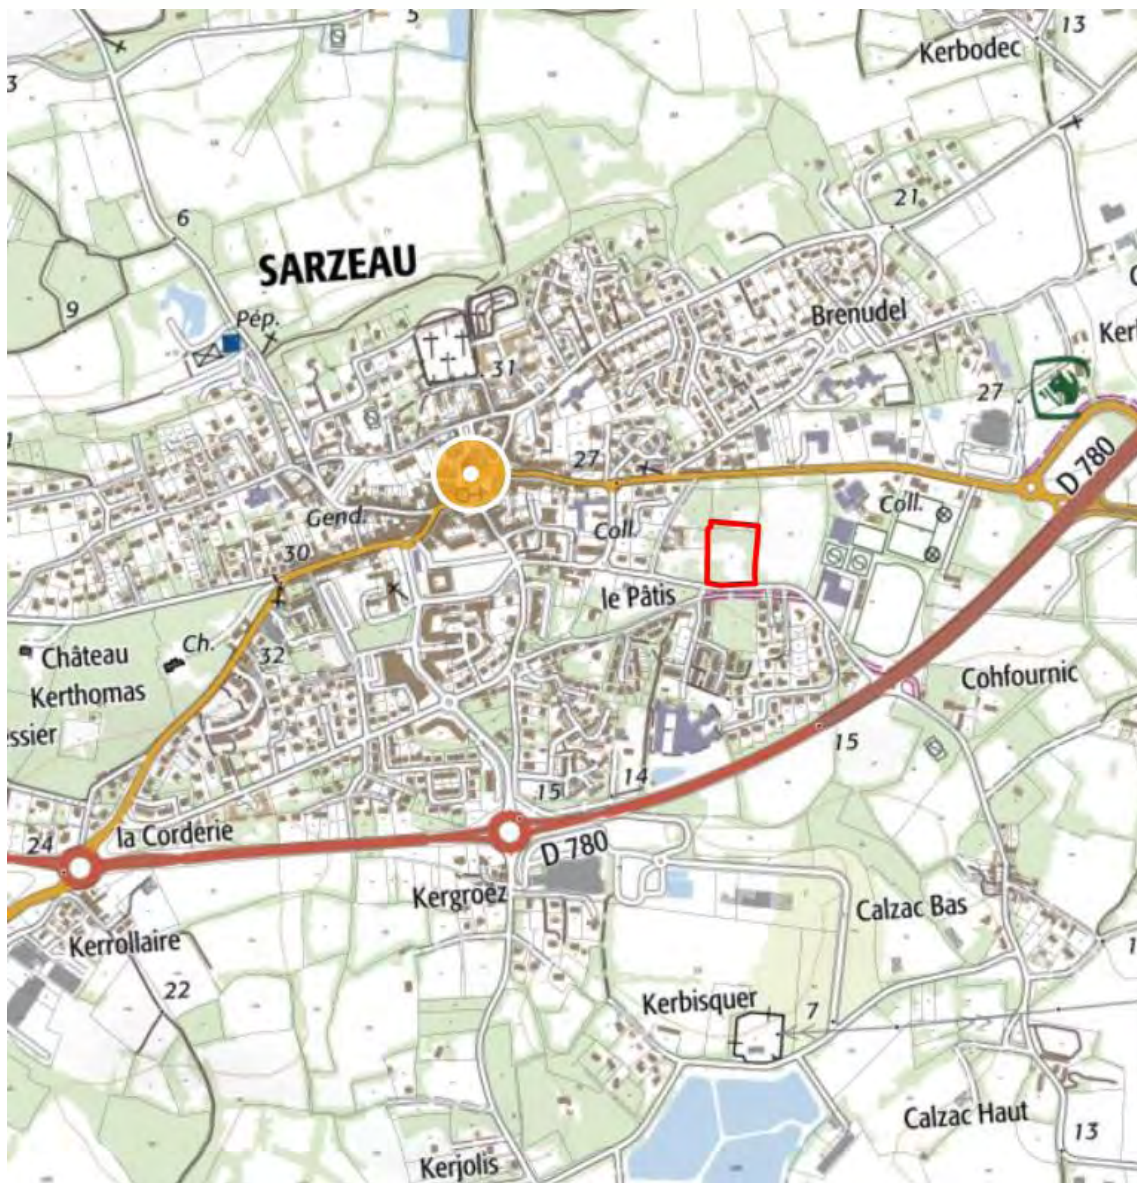 5
13
Kerbodec
3
21
6
SARZEAU
9
Pép.
Brenudel
31
Ker
27
27
D 780
Gend.
Coll.
Coll.
30
le Pâtis
Ch.
Château
32
Kerthomas
Cohfournic
ssier
15
14
15
la Corderie
24
D 780
Kergroëz
Calzac Bas
Kerrollaire
22
Kerbisquer
7
Calzac Haut
13
Kerjolis